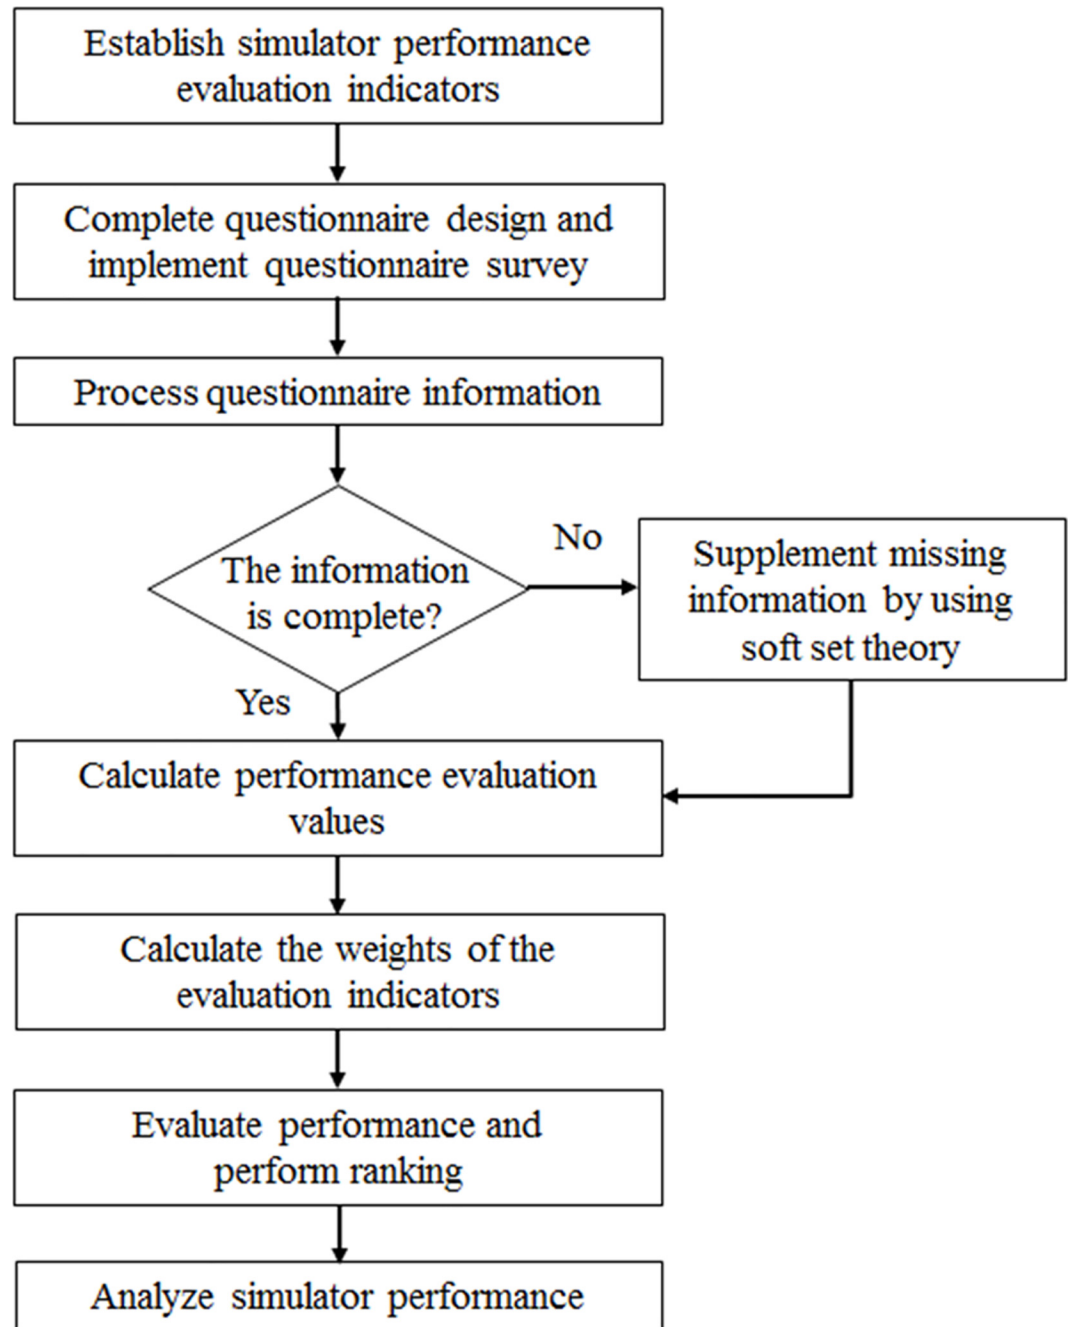 Establish simulator performance
evaluation indicators
Complete questionnaire design and
implement questionnaire survey
Process questionnaire information
The information
is complete?
No
Supplement missing
information by using
soft set theory
Yes
Calculate performance evaluation
values
Calculate the weights of the
evaluation indicators
Evaluate performance and
perform ranking
Analyze simulator performance